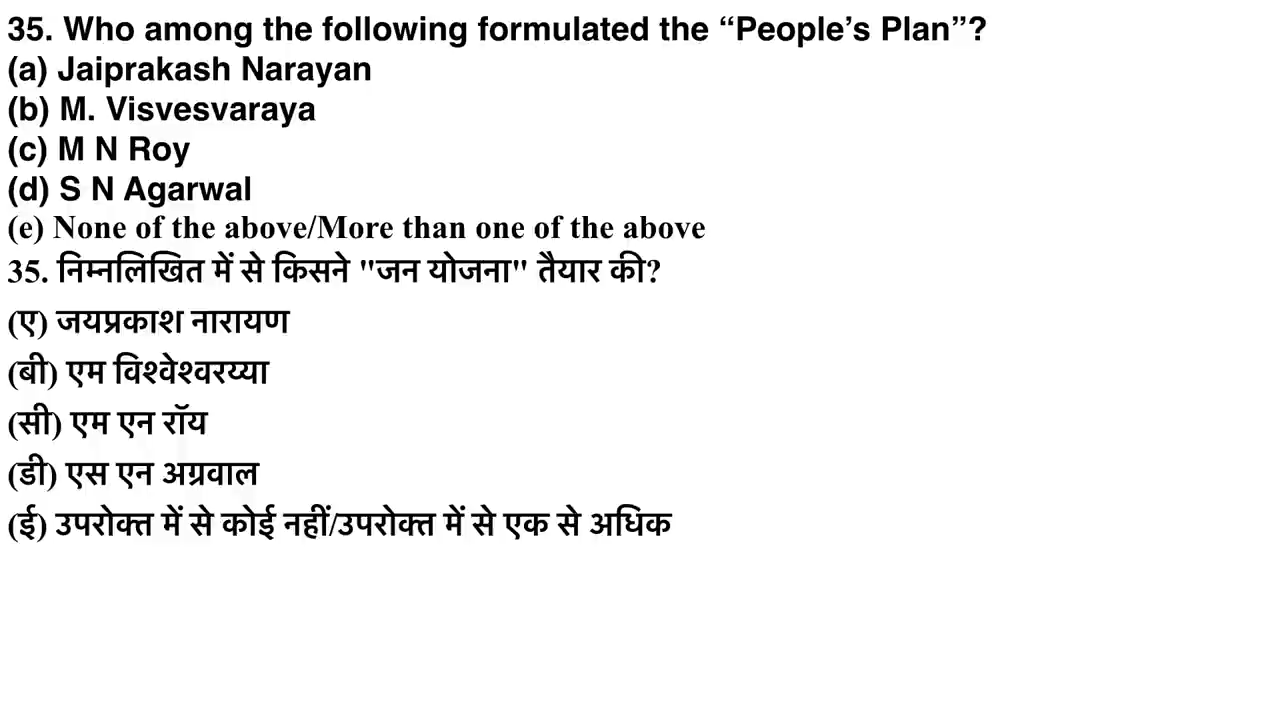 35. Who among the following formulated the “People’s Plan”?
(a) Jaiprakash Narayan
(b) M. Visvesvaraya
(c) M N Roy
(d) S N Agarwal
(e) None of the above/More than one of the above
35. निम्नलिखित में से किसने "जन योजना" तैयार की?
(ए) जयप्रकाश नारायण
(बी) एम विश्वेश्वरय्या
(सी) एम एन रॉय
(डी) एस एन अग्रवाल
(ई) उपरोक्त में से कोई नहीं/उपरोक्त में से एक से अधिक